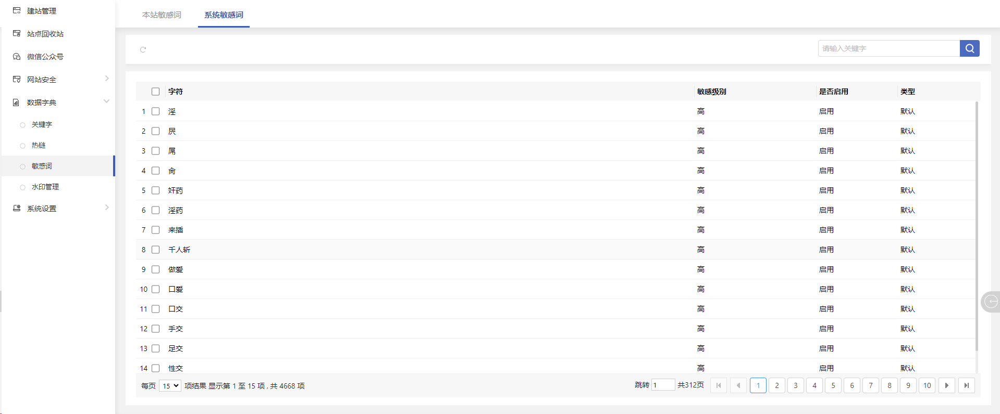 建站管理
站点回收站
微信公众号
网站安全
数据字典
关键字
热链
敏感词
水印管理
系统设置
本站敏感词 系统敏感词
请输入关键字
字符 敏感级别 是否启用 类型
1 淫 高 启用 默认
2 屄 高 启用 默认
3 屌 高 启用 默认
4 肏 高 启用 默认
5 奸药 高 启用 默认
6 淫药 高 启用 默认
7 来插 高 启用 默认
8 千人斩 高 启用 默认
9 做爱 高 启用 默认
10 口爱 高 启用 默认
11 口交 高 启用 默认
12 手交 高 启用 默认
13 足交 高 启用 默认
14 性交 高 启用 默认
每页 15 项结果 显示第 1 至 15 项 , 共 4668 项 跳转 1 共312页 1 2 3 4 5 6 7 8 9 10